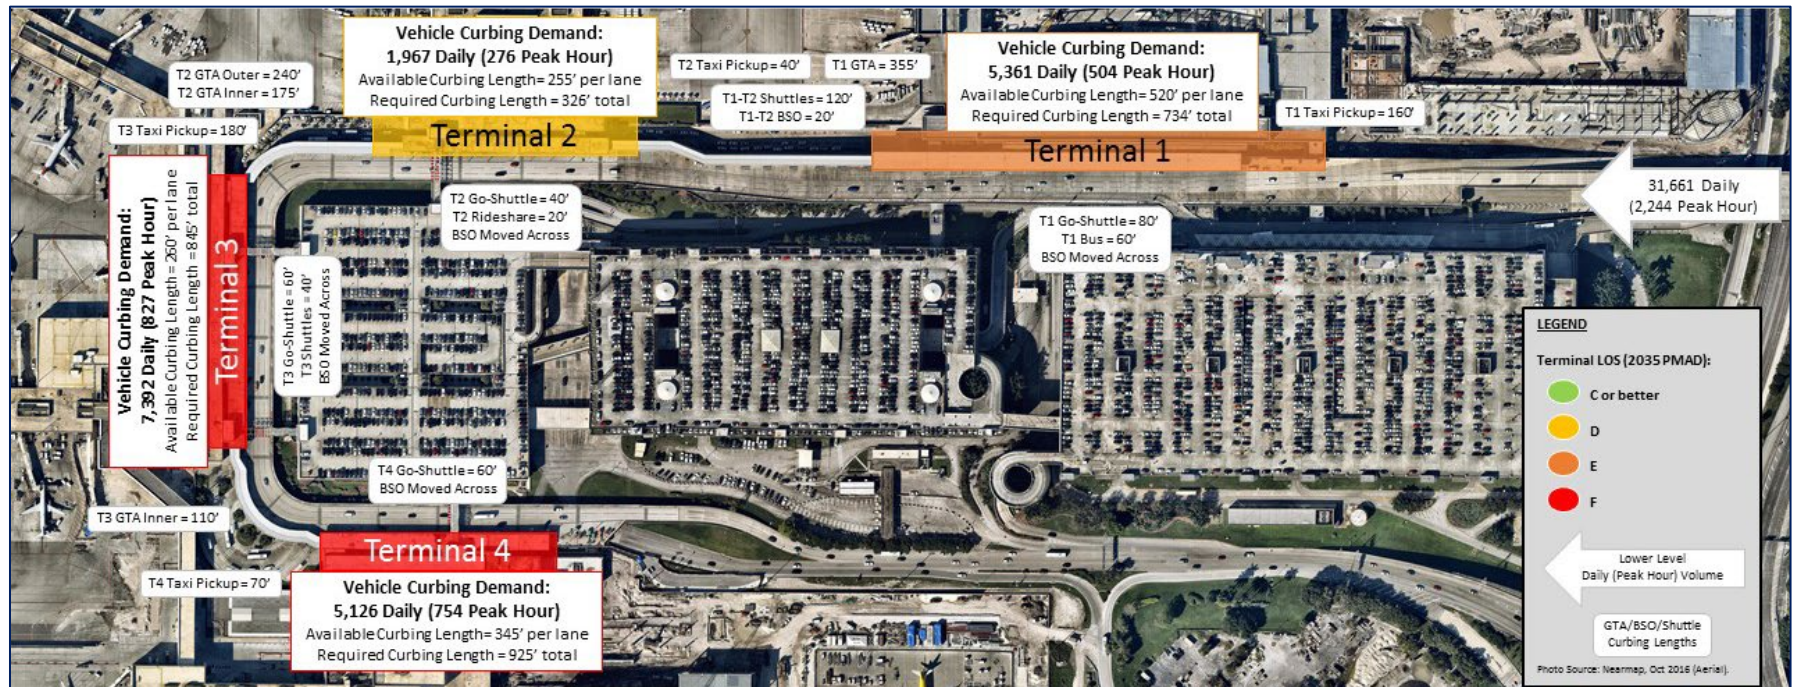 Vehicle Curbing Demand:
1,967 Daily (276 Peak Hour)
Available Curbing Length= 255’ per lane
Required Curbing Length = 326’ total
Terminal 2
T2 GTA Outer = 240’
T2 GTA Inner = 175’
T3 Taxi Pickup = 180’
T2 Taxi Pickup = 40’
T1 GTA = 355’
T1-T2 Shuttles = 120’
T1-T2 BSO = 20’
Vehicle Curbing Demand:
5,361 Daily (504 Peak Hour)
Available Curbing Length= 520’ per lane
Required Curbing Length = 734’ total
Terminal 1
T1 Taxi Pickup = 160’
31,661 Daily
(2,244 Peak Hour)
Vehicle Curbing Demand:
7,392 Daily (827 Peak Hour)
Available Curbing Length = 260’ per lane
Required Curbing Length = 845’ total
Terminal 3
T2 Go-Shuttle = 40’
T2 Rideshare = 20’
BSO Moved Across
T1 Go-Shuttle = 80’
T1 Bus = 60’
BSO Moved Across
T3 Go-Shuttle = 60’
T3 Shuttles = 40’
BSO Moved Across
T4 Go-Shuttle = 60’
BSO Moved Across
T3 GTA Inner = 110’
T4 Taxi Pickup = 70’
Terminal 4
Vehicle Curbing Demand:
5,126 Daily (754 Peak Hour)
Available Curbing Length= 345’ per lane
Required Curbing Length = 925’ total
LEGEND
Terminal LOS (2035 PMAD):
C or better
D
E
F
Lower Level
Daily (Peak Hour) Volume
GTA/BSO/Shuttle
Curbing Lengths
Photo Source: Nearmap, Oct 2016 (Aerial).